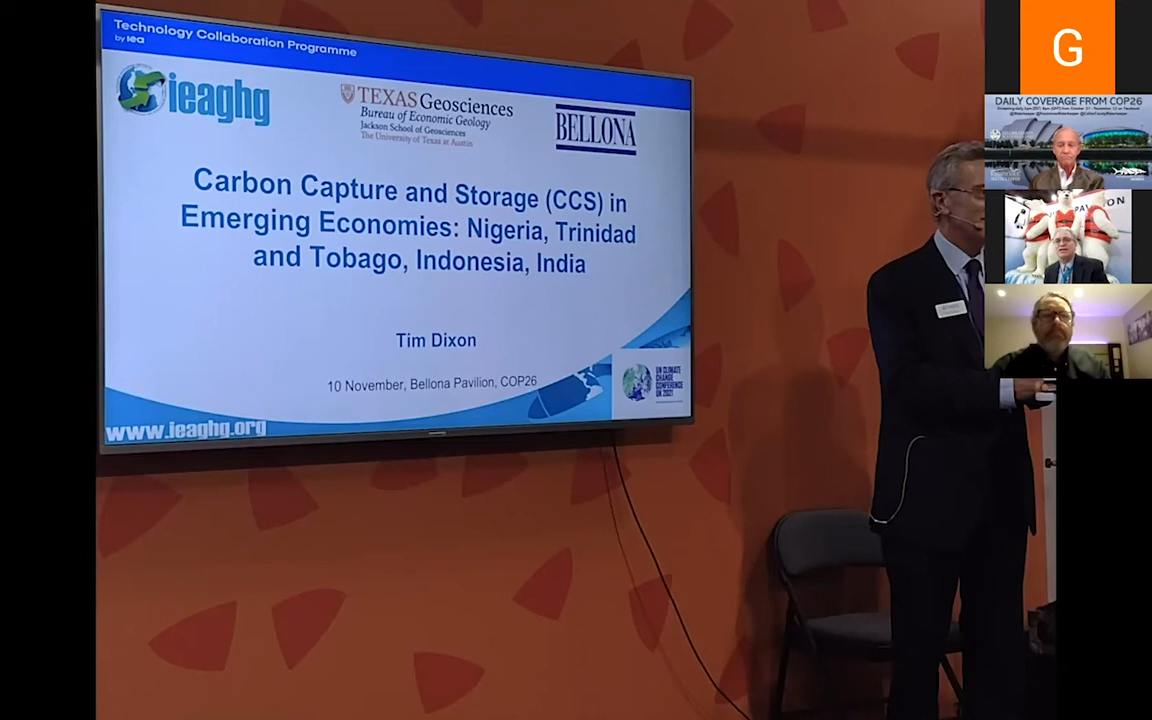 Technology Collaboration Programme
by iea
ieaghg
TEXAS Geosciences
Bureau of Economic Geology
Jackson School of Geosciences
The University of Texas at Austin
BELLONA
Carbon Capture and Storage (CCS) in
Emerging Economies: Nigeria, Trinidad
and Tobago, Indonesia, India
Tim Dixon
10 November, Bellona Pavilion, COP26
UN CLIMATE
CHANGE
CONFERENCE
UK 2021
www.ieaghg.org
G
DAILY COVERAGE FROM COP26